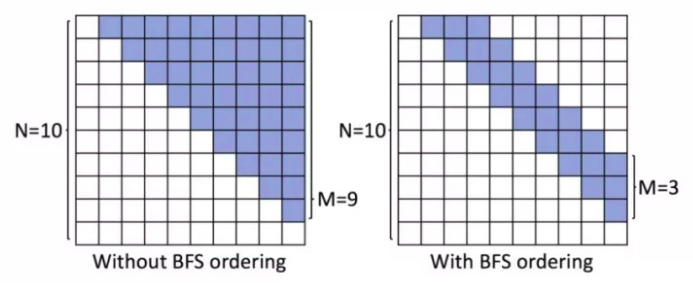 N=10
M=9
Without BFS ordering
N=10
M=3
With BFS ordering